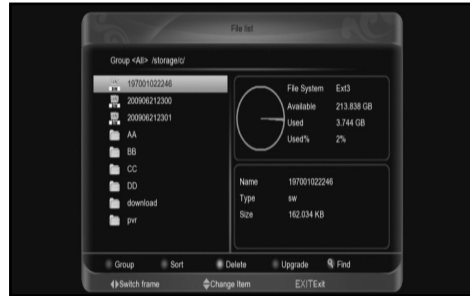 File list
Group <All> /storage/c/
197001022246
200906212300
200906212301
AA
BB
CC
DD
download
pvr
File System Ext3
Available 213.838 GB
Used 3.744 GB
Used% 2%
Name 197001022246
Type sw
Size 162.034 KB
Group Sort Delete Upgrade Find
Switch frame Change Item EXIT Exit